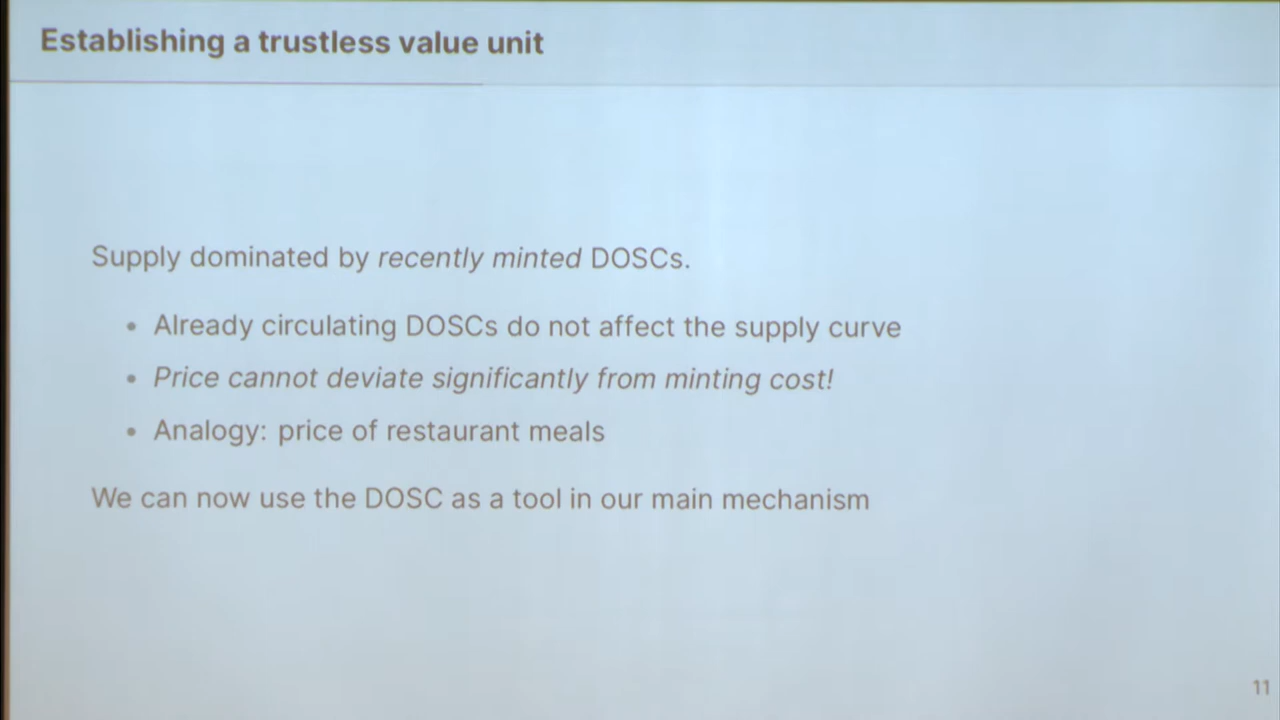 Establishing a trustless value unit
Supply dominated by recently minted DOSCs.
• Already circulating DOSCs do not affect the supply curve
• Price cannot deviate significantly from minting cost!
• Analogy: price of restaurant meals
We can now use the DOSC as a tool in our main mechanism
11